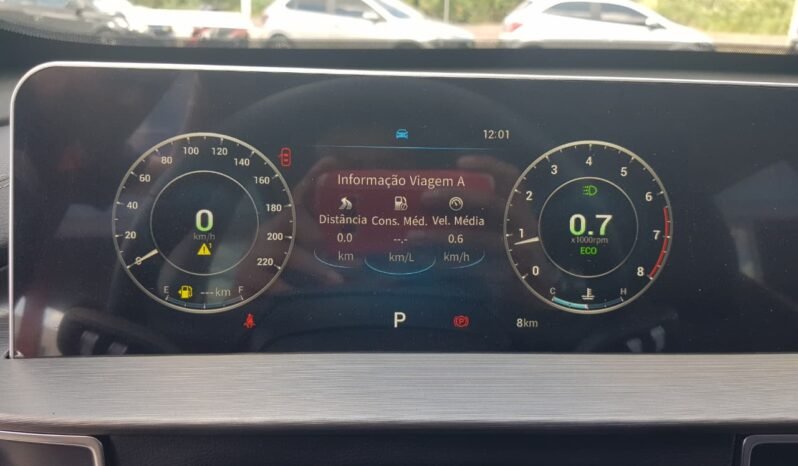 12:01
Informação Viagem A
Distância Cons. Méd. Vel. Média
0.0 --.- 0.6
km km/L km/h
0 20 40 60 80 100 120 140 160 180 200 220
0
km/h
E ---km F
0 1 2 3 4 5 6 7 8
0.7
x1000rpm
ECO
C H
P
(P)
8km